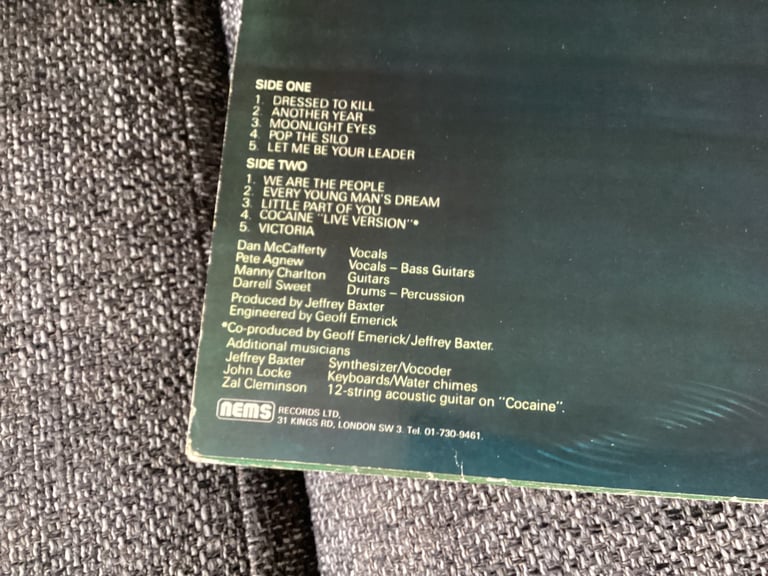 SIDE ONE
1. DRESSED TO KILL
2. ANOTHER YEAR
3. MOONLIGHT EYES
4. POP THE SILO
5. LET ME BE YOUR LEADER
SIDE TWO
1. WE ARE THE PEOPLE
2. EVERY YOUNG MAN'S DREAM
3. LITTLE PART OF YOU
4. COCAINE "LIVE VERSION"*
5. VICTORIA
Dan McCafferty Vocals
Pete Agnew Vocals – Bass Guitars
Manny Charlton Guitars
Darrell Sweet Drums – Percussion
Produced by Jeffrey Baxter
Engineered by Geoff Emerick
*Co-produced by Geoff Emerick/Jeffrey Baxter.
Additional musicians
Jeffrey Baxter Synthesizer/Vocoder
John Locke Keyboards/Water chimes
Zal Cleminson 12-string acoustic guitar on "Cocaine".
nems RECORDS LTD,
31 KINGS RD, LONDON SW 3. Tel. 01-730-9461.